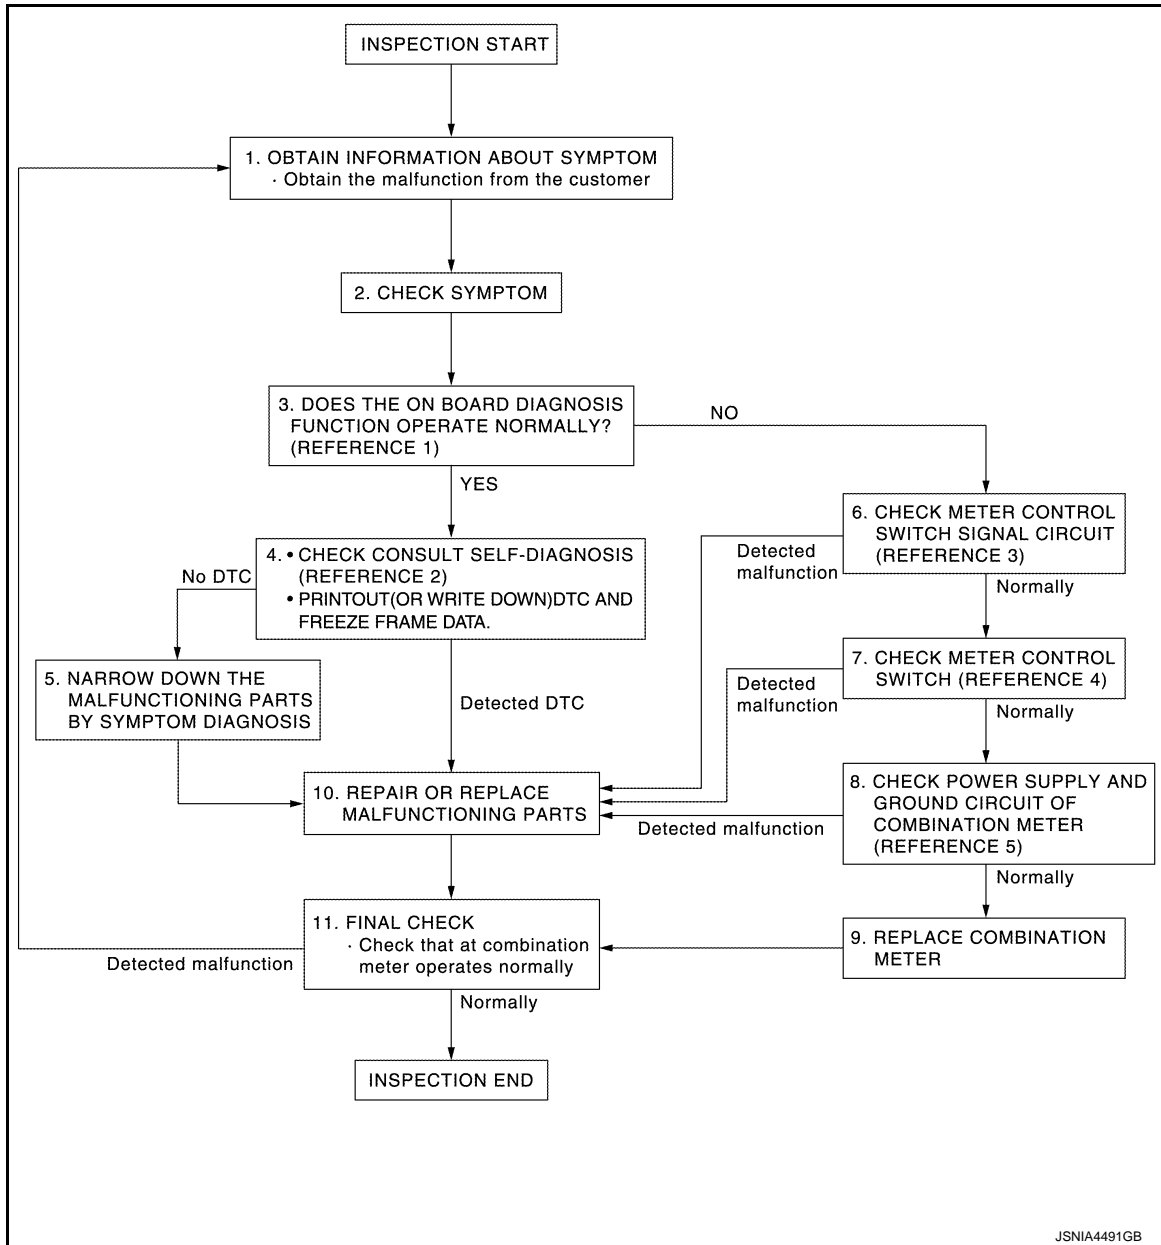 INSPECTION START
1. OBTAIN INFORMATION ABOUT SYMPTOM
· Obtain the malfunction from the customer
2. CHECK SYMPTOM
3. DOES THE ON BOARD DIAGNOSIS
FUNCTION OPERATE NORMALLY?
(REFERENCE 1)
NO
YES
4. • CHECK CONSULT SELF-DIAGNOSIS
(REFERENCE 2)
• PRINTOUT(OR WRITE DOWN)DTC AND
FREEZE FRAME DATA.
No DTC
5. NARROW DOWN THE
MALFUNCTIONING PARTS
BY SYMPTOM DIAGNOSIS
Detected DTC
6. CHECK METER CONTROL
SWITCH SIGNAL CIRCUIT
(REFERENCE 3)
Detected
malfunction
Normally
7. CHECK METER CONTROL
SWITCH (REFERENCE 4)
Detected
malfunction
Normally
8. CHECK POWER SUPPLY AND
GROUND CIRCUIT OF
COMBINATION METER
(REFERENCE 5)
Detected malfunction
Normally
9. REPLACE COMBINATION
METER
10. REPAIR OR REPLACE
MALFUNCTIONING PARTS
11. FINAL CHECK
· Check that at combination
meter operates normally
Detected malfunction
Normally
INSPECTION END
JSNIA4491GB